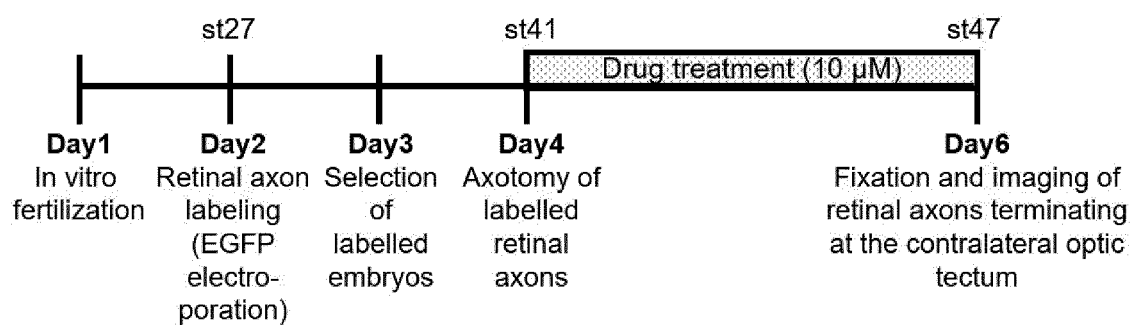 st27
st41
st47
Drug treatment (10 µM)
Day1
In vitro
fertilization
Day2
Retinal axon
labeling
(EGFP
electro-
poration)
Day3
Selection
of
labelled
embryos
Day4
Axotomy of
labelled
retinal
axons
Day6
Fixation and imaging of
retinal axons terminating
at the contralateral optic
tectum